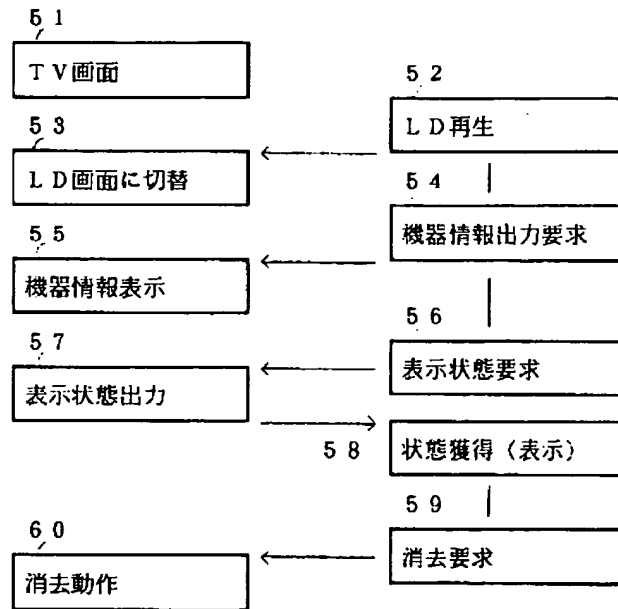 51
TV画面
52
LD再生
53
LD画面に切替
54
機器情報出力要求
55
機器情報表示
56
表示状態要求
57
表示状態出力
58
状態獲得（表示）
59
消去要求
60
消去動作